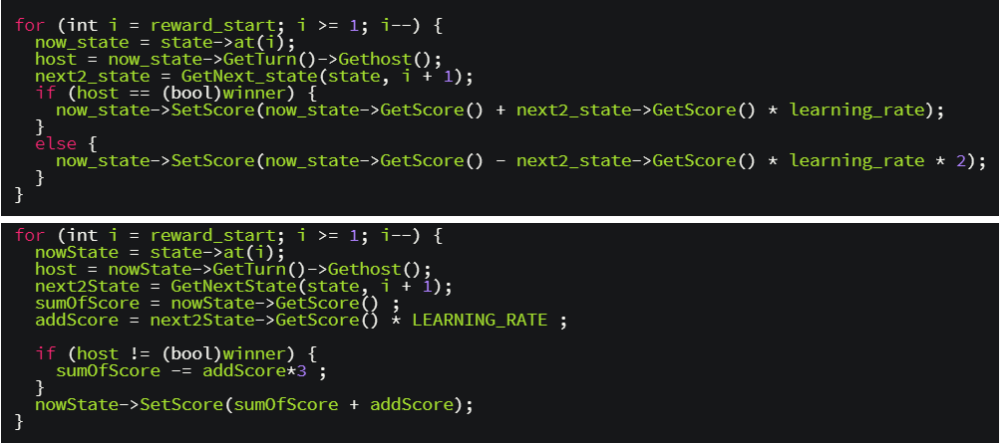 for (int i = reward_start; i >= 1; i--) {
  now_state = state->at(i);
  host = now_state->GetTurn()->Gethost();
  next2_state = GetNext_state(state, i + 1);
  if (host == (bool)winner) {
    now_state->SetScore(now_state->GetScore() + next2_state->GetScore() * learning_rate);
  }
  else {
    now_state->SetScore(now_state->GetScore() - next2_state->GetScore() * learning_rate * 2);
  }
}
for (int i = reward_start; i >= 1; i--) {
  nowState = state->at(i);
  host = nowState->GetTurn()->Gethost();
  next2State = GetNextState(state, i + 1);
  sumOfScore = nowState->GetScore() ;
  addScore = next2State->GetScore() * LEARNING_RATE ;

  if (host != (bool)winner) {
    sumOfScore -= addScore*3 ;
  }
  nowState->SetScore(sumOfScore + addScore);
}